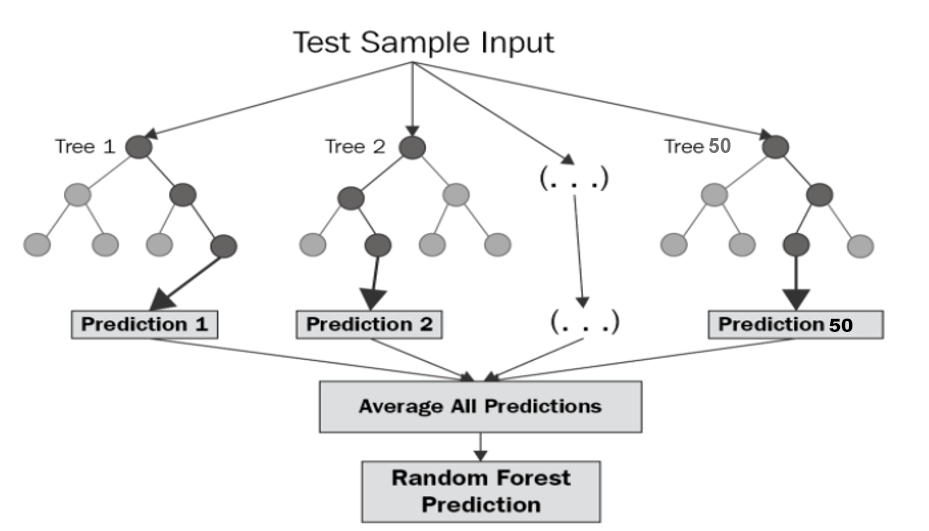 Test Sample Input
Tree 1
Tree 2
(. . .)
Tree 50
Prediction 1
Prediction 2
(. . .)
Prediction 50
Average All Predictions
Random Forest
Prediction